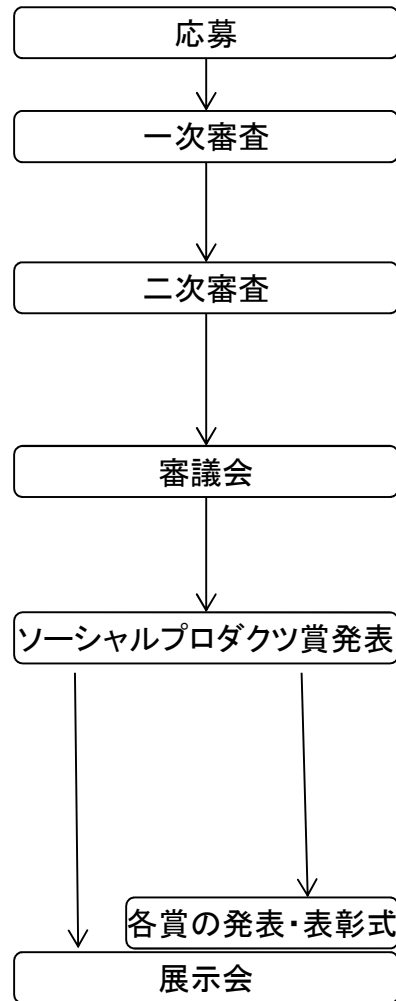 応募
一次審査
二次審査
審議会
ソーシャルプロダクツ賞発表
各賞の発表・表彰式
展示会